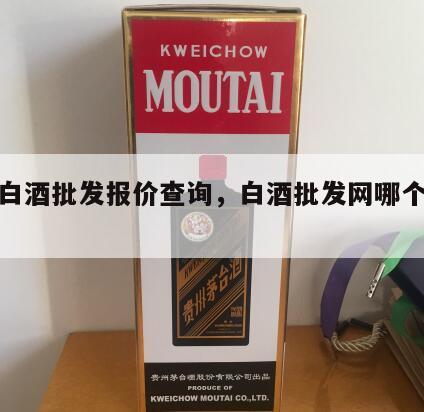 KWEICHOW
MOUTAI
白酒批发报价查询，白酒批发网哪个
贵州茅台酒
贵州茅台酒股份有限公司出品
PRODUCE OF
KWEICHOW MOUTAI CO.,LTD.